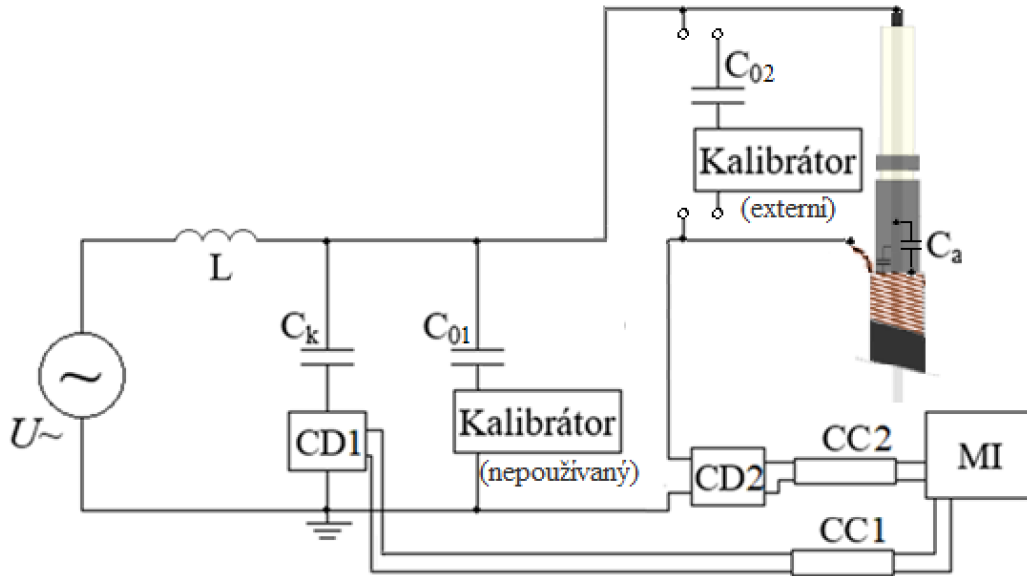 C₀₂
Kalibrátor
(externí)
Cₐ
L
Cₖ
C₀₁
~
U~
CD1
Kalibrátor
(nepoužívaný)
CD2
CC2
MI
CC1